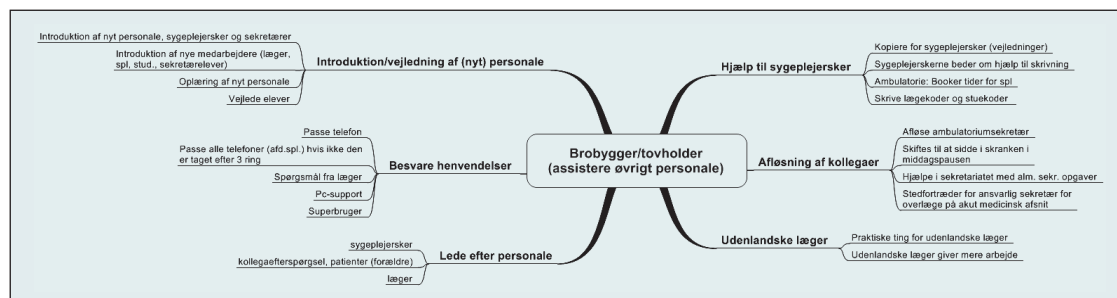 Introduktion af nyt personale, sygeplejersker og sekretærer
Introduktion af nye medarbejdere (læger,
spl, stud., sekretærelever)
Oplæring af nyt personale
Vejlede elever
Introduktion/vejledning af (nyt) personale
Passe telefon
Passe alle telefoner (afd.spl.) hvis ikke den
er taget efter 3 ring
Spørgsmål fra læger
Pc-support
Superbruger
Besvare henvendelser
sygeplejersker
kollegaefterspørgsel, patienter (forældre)
læger
Lede efter personale
Brobygger/tovholder
(assistere øvrigt personale)
Hjælp til sygeplejersker
Kopiere for sygeplejersker (vejledninger)
Sygeplejerskerne beder om hjælp til skrivning
Ambulatorie: Booker tider for spl
Skrive lægekoder og stuekoder
Afløsning af kollegaer
Afløse ambulatoriumsekretær
Skiftes til at sidde i skranken i
middagspausen
Hjælpe i sekretariatet med alm. sekr. opgaver
Stedfortræder for ansvarlig sekretær for
overlæge på akut medicinsk afsnit
Udenlandske læger
Praktiske ting for udenlandske læger
Udenlandske læger giver mere arbejde